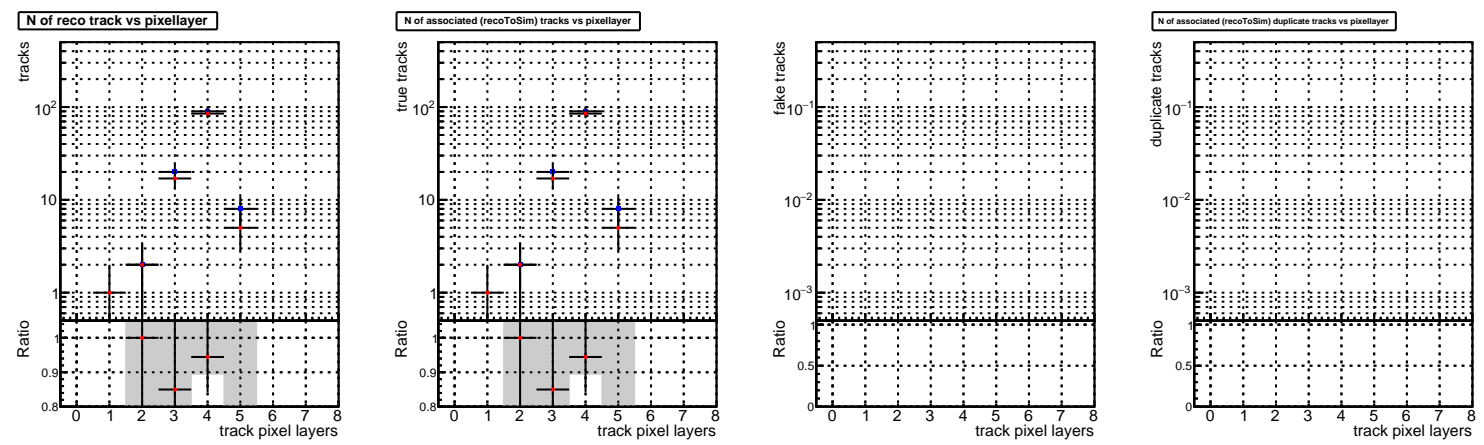 N of reco track vs pixellayer
tracks
10²
10
1
Ratio
1
0.9
0.8
0 1 2 3 4 5 6 7 8
track pixel layers
N of associated (recoToSim) tracks vs pixellayer
true tracks
10²
10
1
Ratio
1
0.9
0.8
0 1 2 3 4 5 6 7 8
track pixel layers
fake tracks
10⁻¹
10⁻²
10⁻³
Ratio
1
0.5
0
0 1 2 3 4 5 6 7 8
track pixel layers
N of associated (recoToSim) duplicate tracks vs pixellayer
duplicate tracks
10⁻¹
10⁻²
10⁻³
Ratio
1
0.5
0
0 1 2 3 4 5 6 7 8
track pixel layers